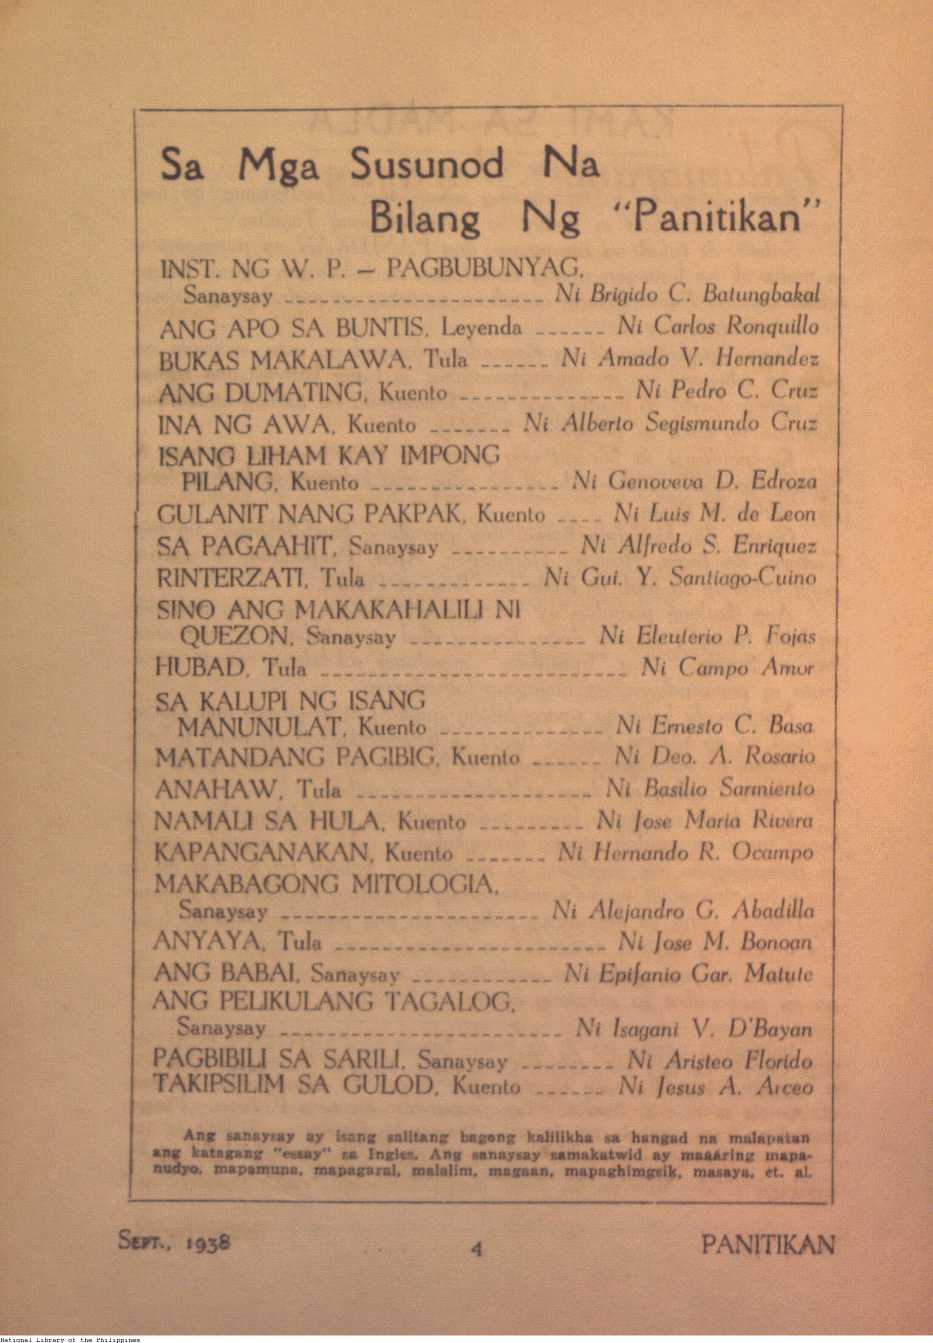 Sa Mga Susunod Na
Bilang Ng "Panitikan"
INST. NG W. P. — PAGBUBUNYAG,
Sanaysay ---------------------- Ni Brigido C. Batungbakal
ANG APO SA BUNTIS, Leyenda ------ Ni Carlos Ronquillo
BUKAS MAKALAWA, Tula ------ Ni Amado V. Hernandez
ANG DUMATING, Kuento -------------- Ni Pedro C. Cruz
INA NG AWA, Kuento ------- Ni Alberto Segismundo Cruz
ISANG LIHAM KAY IMPONG
PILANG, Kuento ---------------- Ni Genoveva D. Edroza
GULANIT NANG PAKPAK, Kuento ---- Ni Luis M. de Leon
SA PAGAAHIT, Sanaysay ---------- Ni Alfredo S. Enriquez
RINTERZATI, Tula ------------- Ni Gui. Y. Santiago-Cuino
SINO ANG MAKAKAHALILI NI
QUEZON, Sanaysay --------------- Ni Eleuterio P. Fojas
HUBAD, Tula -------------------------- Ni Campo Amor
SA KALUPI NG ISANG
MANUNULAT, Kuento -------------- Ni Ernesto C. Basa
MATANDANG PAGIBIG, Kuento ------ Ni Deo. A. Rosario
ANAHAW, Tula -------------------- Ni Basilio Sarmiento
NAMALI SA HULA, Kuento --------- Ni Jose Maria Rivera
KAPANGANAKAN, Kuento ------- Ni Hernando R. Ocampo
MAKABAGONG MITOLOGIA,
Sanaysay ---------------------- Ni Alejandro G. Abadilla
ANYAYA, Tula ----------------------- Ni Jose M. Bonoan
ANG BABAI, Sanaysay ------------ Ni Epifanio Gar. Matute
ANG PELIKULANG TAGALOG,
Sanaysay ------------------------ Ni Isagani V. D'Bayan
PAGBIBILI SA SARILI, Sanaysay -------- Ni Aristeo Florido
TAKIPSILIM SA GULOD, Kuento ------ Ni Jesus A. Arceo
Ang sanaysay ay isang salitang bagong kalilikha sa hangad na malapatan
ang katagang "essay" sa Ingles. Ang sanaysay samakatwid ay maaaring mapa-
nudyo, mapamuna, mapagaral, malalim, magaan, mapaghimgsik, masaya, et. al.
SEPT., 1938
4
PANITIKAN
National Library of the Philippines